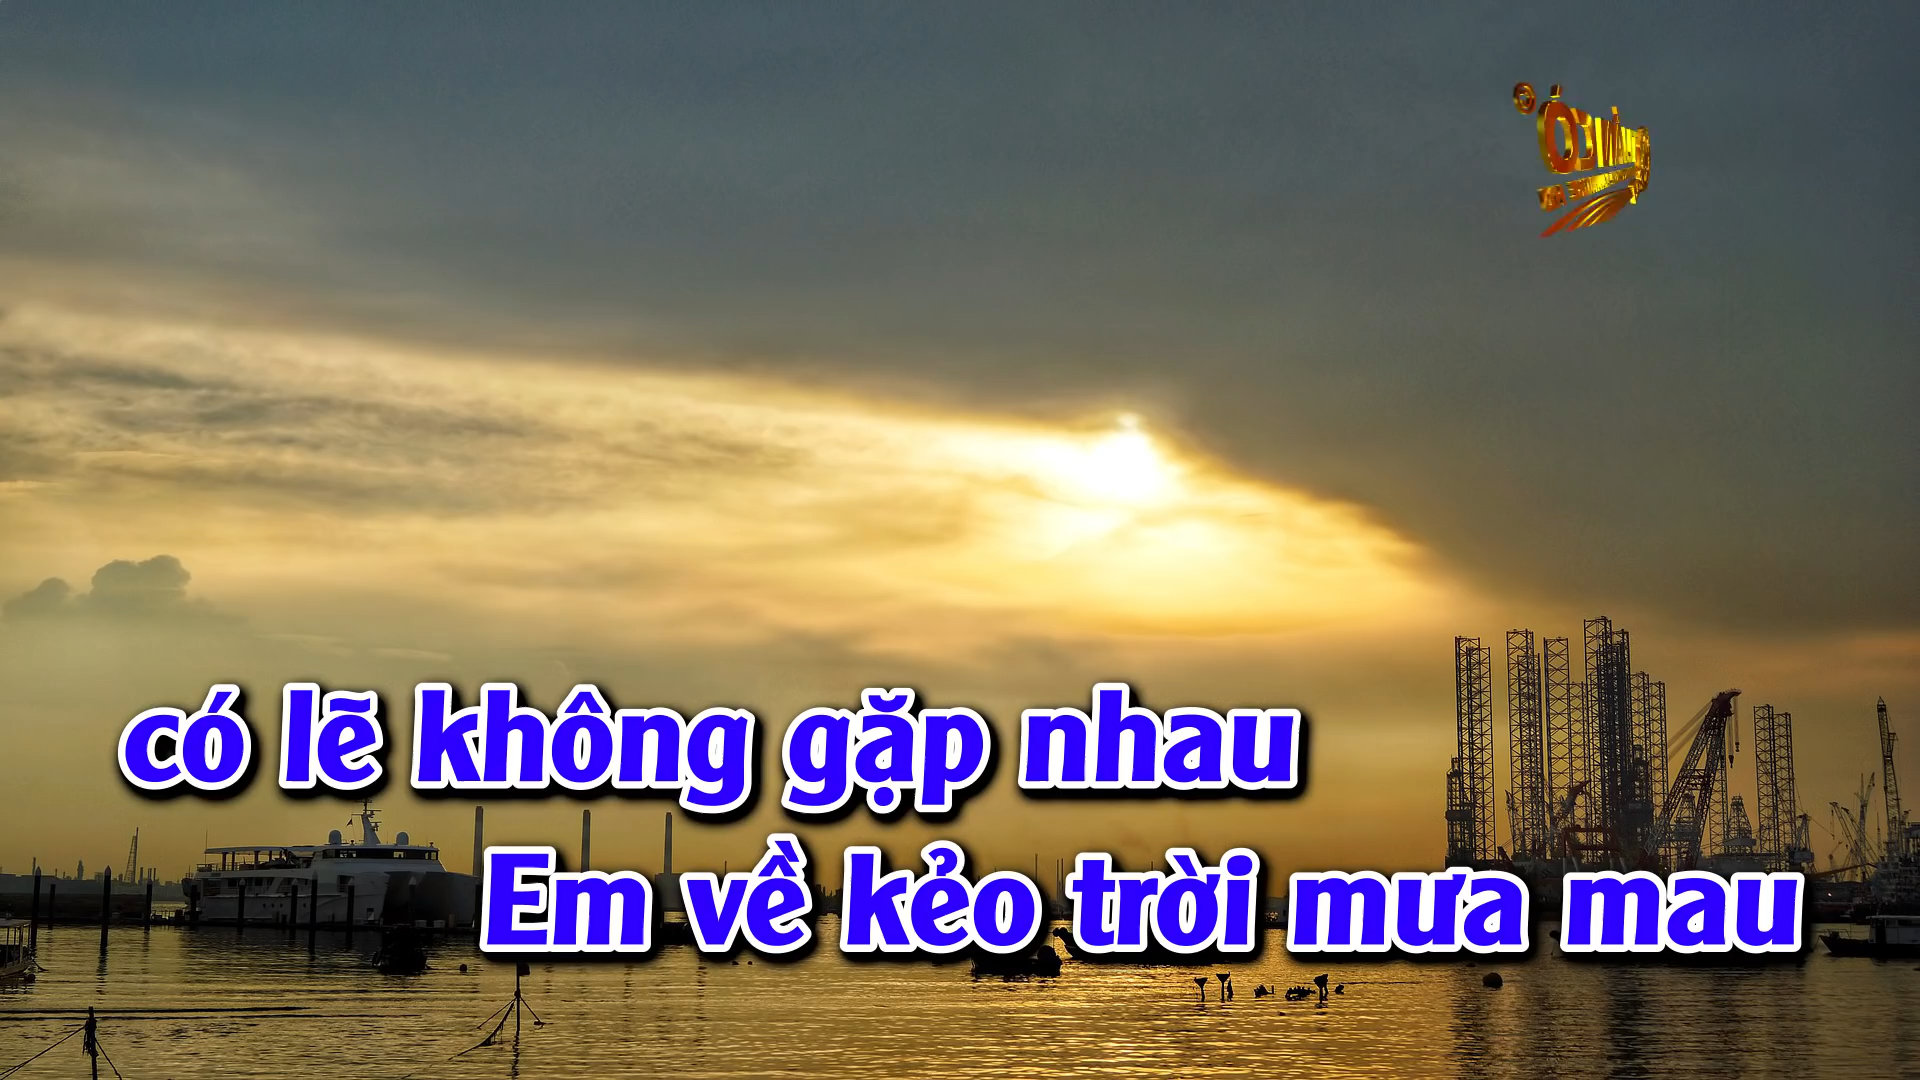 có lẽ không gặp nhau
Em về kẻo trời mưa mau